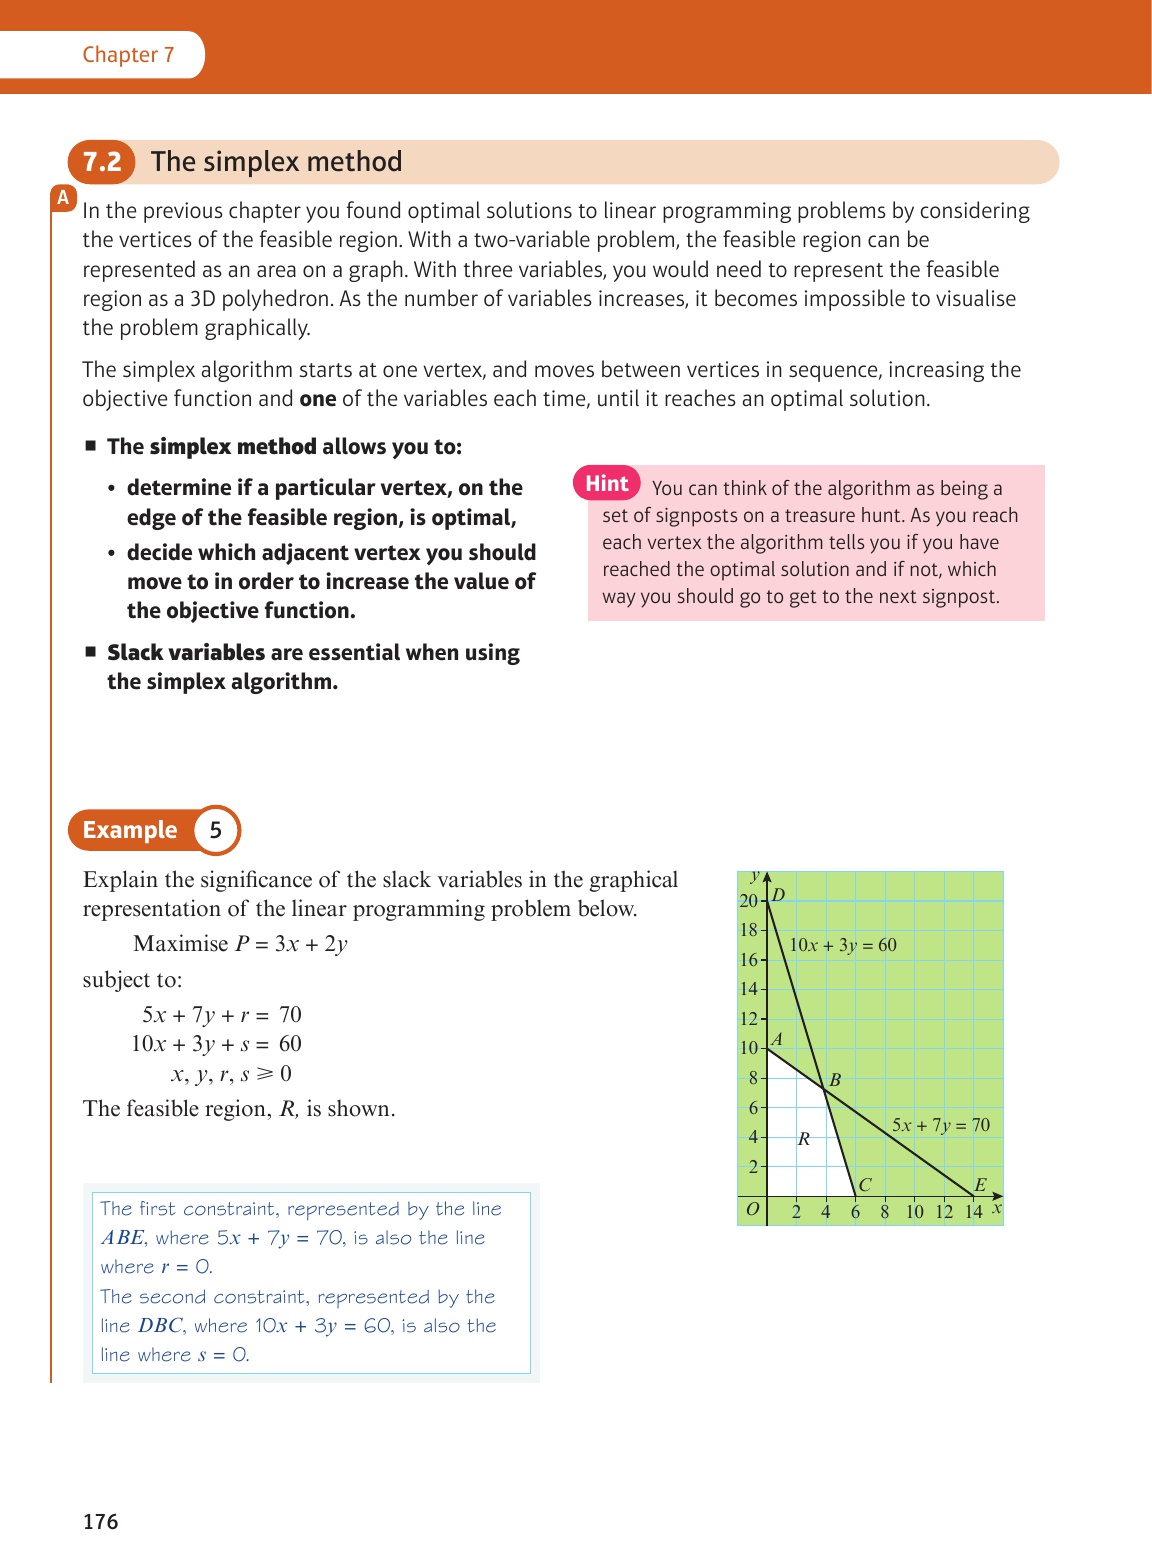 Chapter 7
7.2 The simplex method
A
In the previous chapter you found optimal solutions to linear programming problems by considering
the vertices of the feasible region. With a two-variable problem, the feasible region can be
represented as an area on a graph. With three variables, you would need to represent the feasible
region as a 3D polyhedron. As the number of variables increases, it becomes impossible to visualise
the problem graphically.
The simplex algorithm starts at one vertex, and moves between vertices in sequence, increasing the
objective function and one of the variables each time, until it reaches an optimal solution.
■ The simplex method allows you to:
• determine if a particular vertex, on the
edge of the feasible region, is optimal,
• decide which adjacent vertex you should
move to in order to increase the value of
the objective function.
■ Slack variables are essential when using
the simplex algorithm.
Hint You can think of the algorithm as being a
set of signposts on a treasure hunt. As you reach
each vertex the algorithm tells you if you have
reached the optimal solution and if not, which
way you should go to get to the next signpost.
Example 5
Explain the significance of the slack variables in the graphical
representation of the linear programming problem below.
Maximise P = 3x + 2y
subject to:
5x + 7y + r = 70
10x + 3y + s = 60
x, y, r, s ⩾ 0
The feasible region, R, is shown.
y
20 D
18
10x + 3y = 60
16
14
12
10 A
8 B
6
5x + 7y = 70
4 R
2
C E
O 2 4 6 8 10 12 14 x
The first constraint, represented by the line
ABE, where 5x + 7y = 70, is also the line
where r = 0.
The second constraint, represented by the
line DBC, where 10x + 3y = 60, is also the
line where s = 0.
176